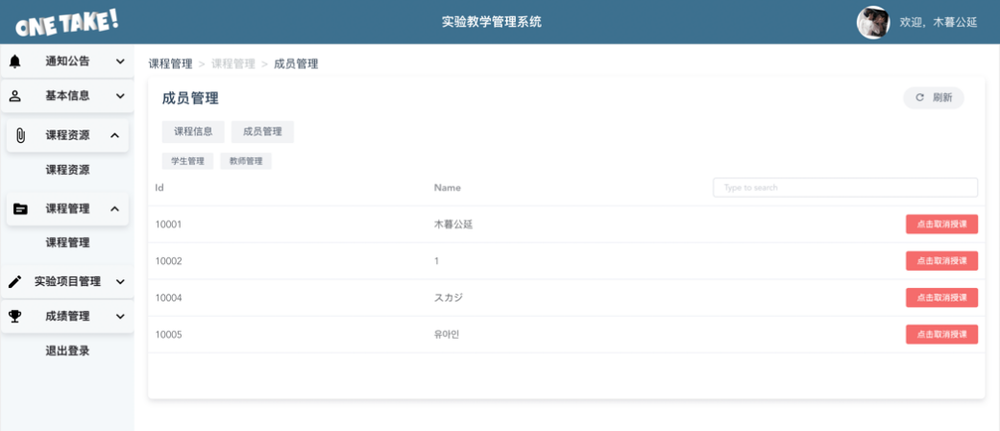 ONE TAKE!
实验教学管理系统
欢迎，木暮公延
通知公告
基本信息
课程资源
课程资源
课程管理
课程管理
实验项目管理
成绩管理
退出登录
课程管理 > 课程管理 > 成员管理
成员管理
刷新
课程信息 成员管理
学生管理 教师管理
Id Name Type to search
10001 木暮公延 点击取消授课
10002 1 点击取消授课
10004 スカジ 点击取消授课
10005 유아인 点击取消授课